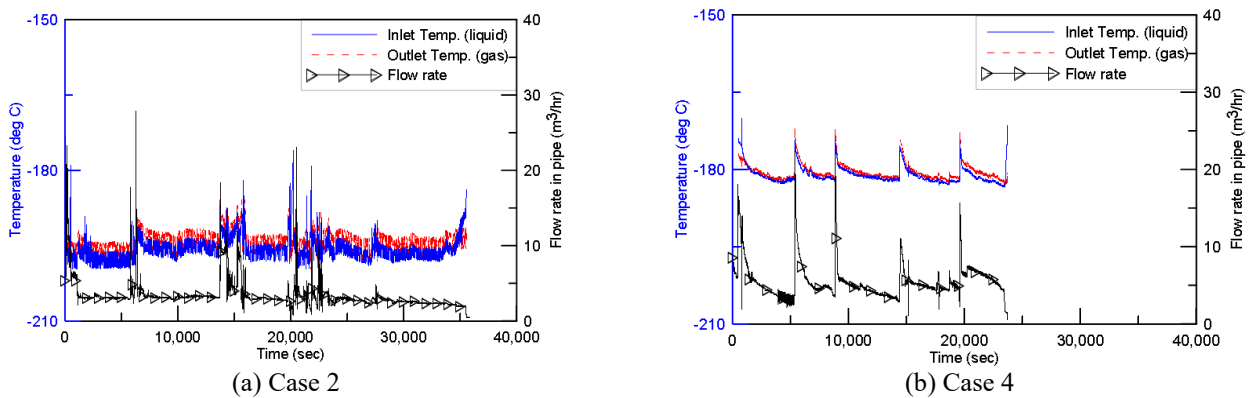 -150
-180
-210
Temperature (deg C)
40
30
20
10
0
Flow rate in pipe (m3/hr)
Inlet Temp. (liquid)
Outlet Temp. (gas)
Flow rate
0
10,000
20,000
30,000
40,000
Time (sec)
(a) Case 2
-150
-180
-210
Temperature (deg C)
40
30
20
10
0
Flow rate in pipe (m3/hr)
Inlet Temp. (liquid)
Outlet Temp. (gas)
Flow rate
0
10,000
20,000
30,000
40,000
Time (sec)
(b) Case 4